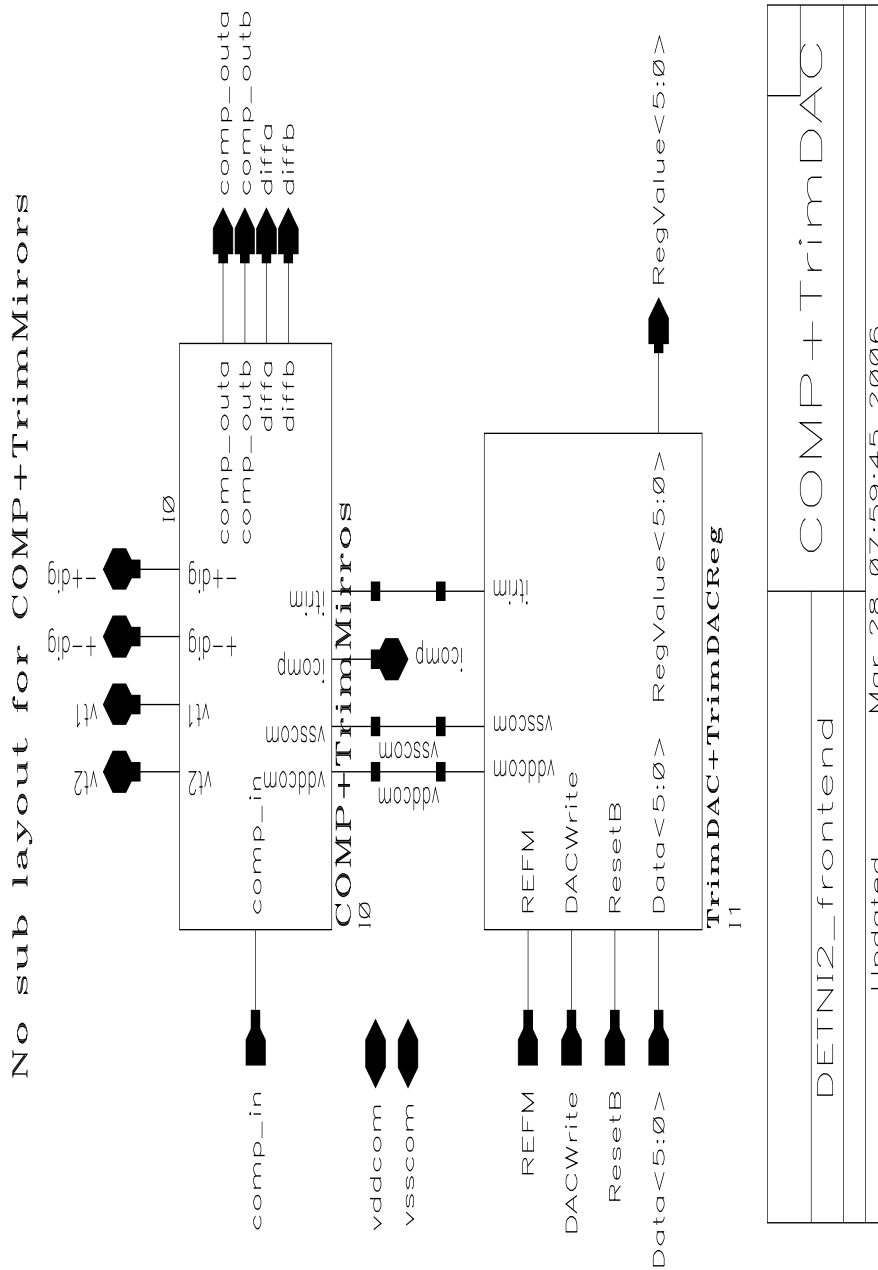 No sub layout for COMP+TrimMirors
vt2
vt1
+-dig
-+dig
I0
vt2
vt1
+-dig
-+dig
comp_in
comp_in
comp_outa
comp_outa
comp_outb
comp_outb
diffa
diffa
diffb
diffb
vddcom
vsscom
icomp
itrim
COMP+TrimMirros
I0
vddcom
vsscom
vddcom
vsscom
icomp
vddcom
vsscom
itrim
REFM
REFM
DACWrite
DACWrite
ResetB
ResetB
Data<5:0>
Data<5:0>
RegValue<5:0>
RegValue<5:0>
TrimDAC+TrimDACReg
I1
DETNI2_frontend
COMP+TrimDAC
Updated
Mar 28 07:59:45 2006